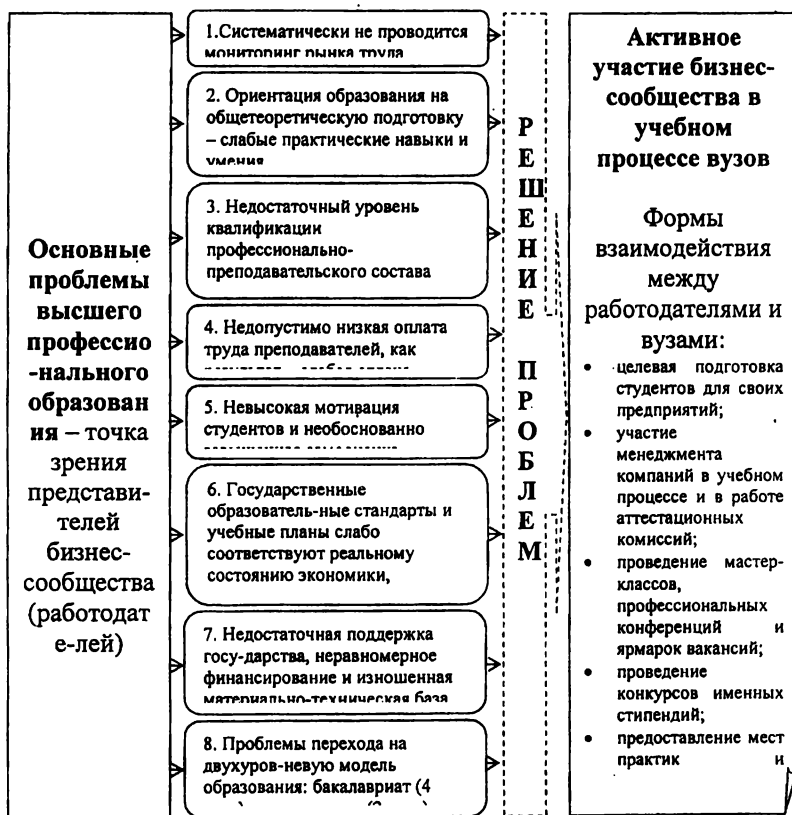 Основные
проблемы
высшего
профессио
-нального
образован
ия – точка
зрения
представи-
телей
бизнес-
сообщества
(работодат
е-лей)
1.Систематически не проводится
мониторинг рынка труда
2. Ориентация образования на
общетеоретическую подготовку
– слабые практические навыки и
умения
3. Недостаточный уровень
квалификации
профессионально-
преподавательского состава
4. Недопустимо низкая оплата
труда преподавателей, как
5. Невысокая мотивация
студентов и необоснованно
6. Государственные
образователь-ные стандарты и
учебные планы слабо
соответствуют реальному
состоянию экономики,
7. Недостаточная поддержка
госу-дарства, неравномерное
финансирование и изношенная
материально-техническая база
8. Проблемы перехода на
двухуров-невую модель
образования: бакалавриат (4
РЕШЕНИЕ ПРОБЛЕМ
Активное
участие бизнес-
сообщества в
учебном
процессе вузов
Формы
взаимодействия
между
работодателями и
вузами:
• целевая подготовка
студентов для своих
предприятий;
• участие
менеджмента
компаний в учебном
процессе и в работе
аттестационных
комиссий;
• проведение мастер-
классов,
профессиональных
конференций и
ярмарок вакансий;
• проведение
конкурсов именных
стипендий;
• предоставление мест
практик и